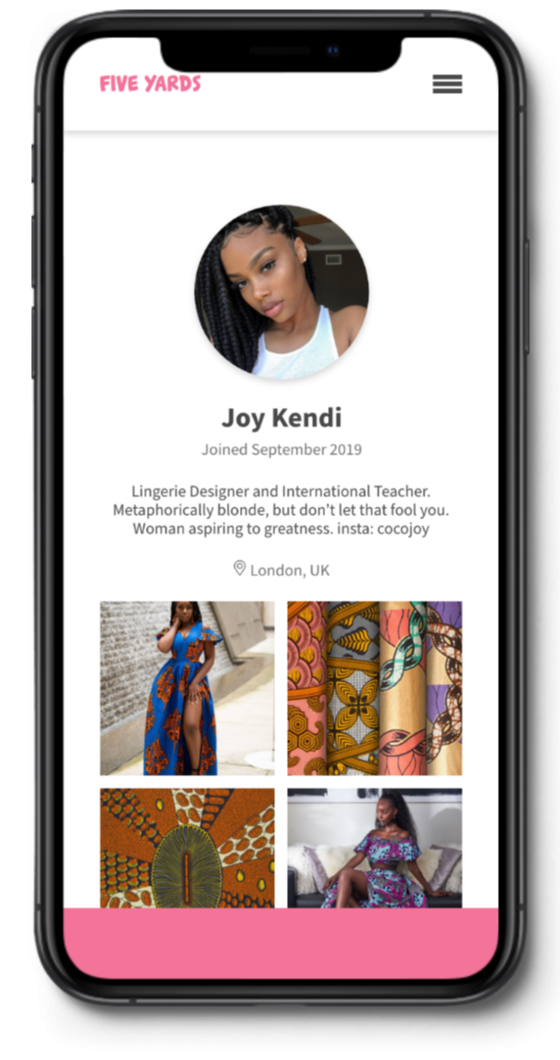 FIVE YARDS
Joy Kendi
Joined September 2019
Lingerie Designer and International Teacher.
Metaphorically blonde, but don't let that fool you.
Woman aspiring to greatness. insta: cocojoy
London, UK